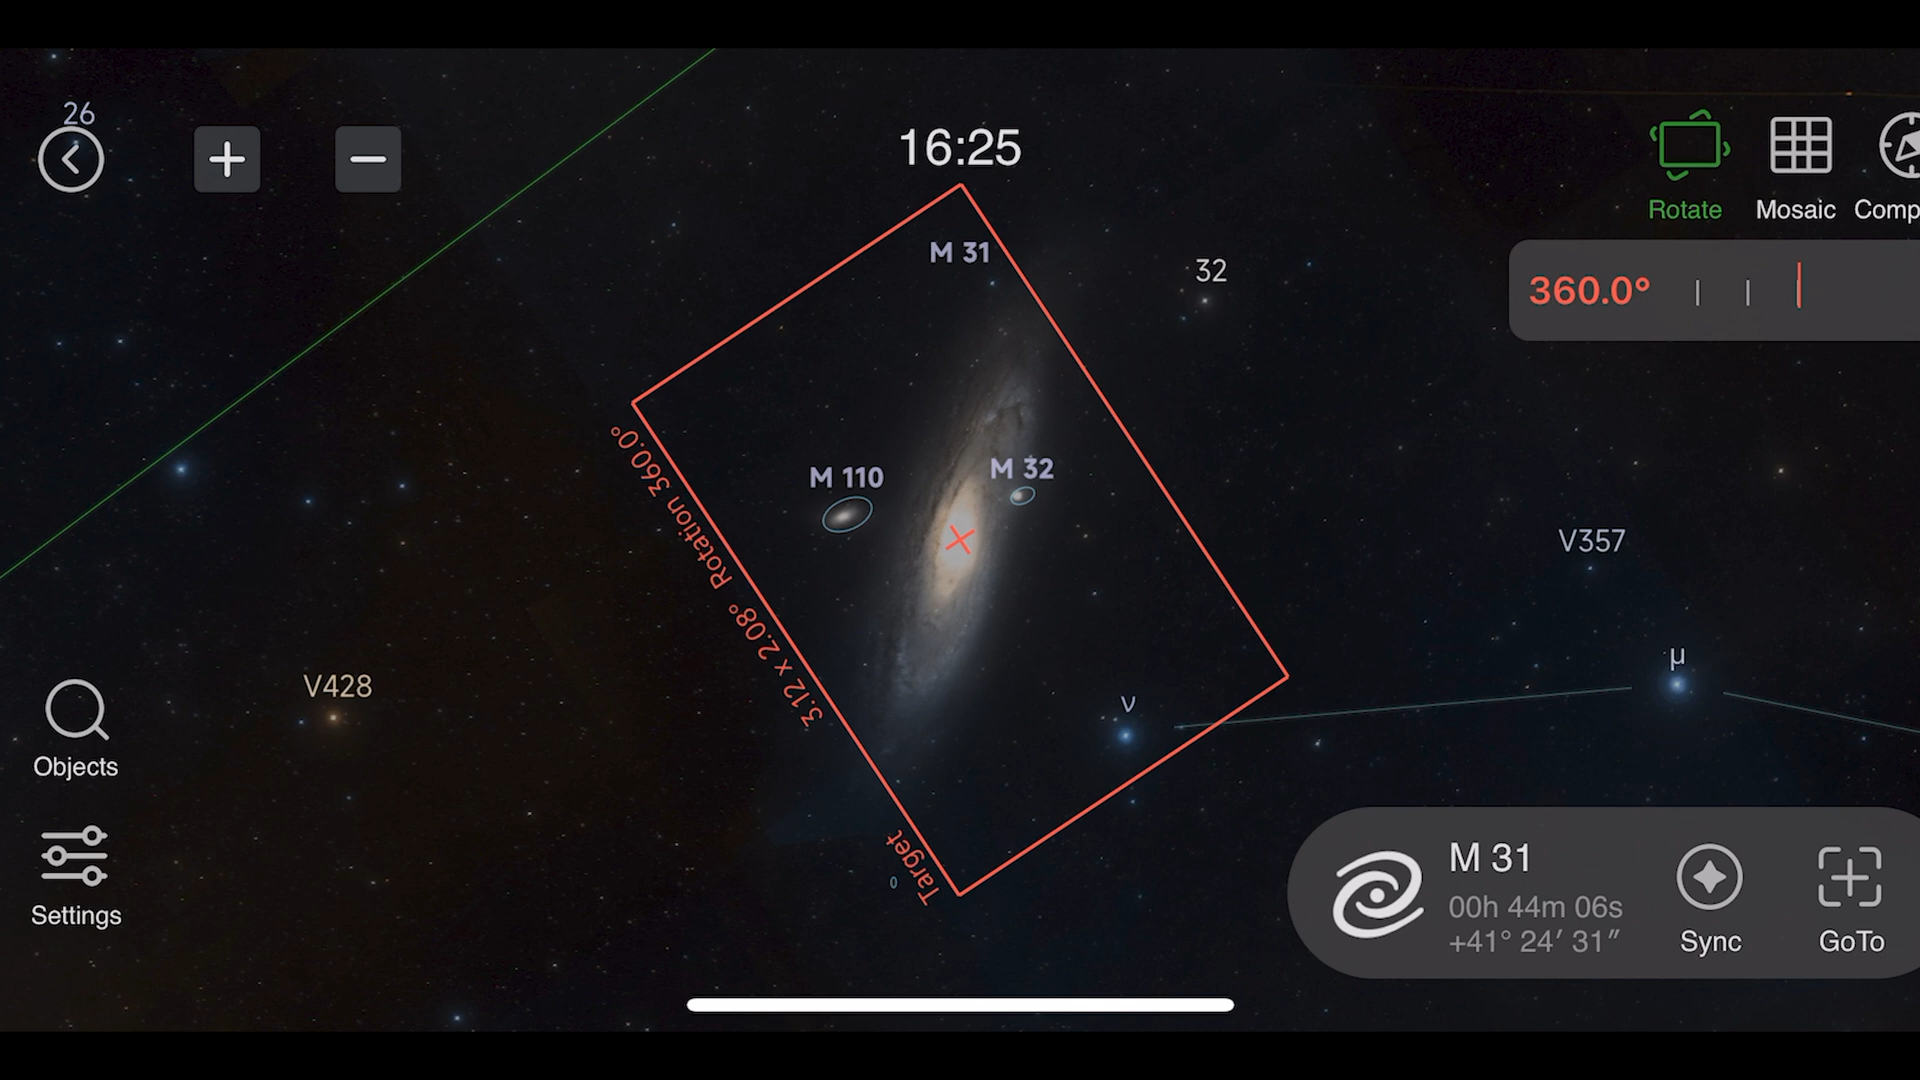 26
16:25
Rotate
Mosaic
Comp
360.0°
M 31
32
M 110
M 32
3.12 x 2.08° Rotation 360.0°
V357
μ
V428
ν
Objects
Target
0
Settings
M 31
00h 44m 06s
+41° 24′ 31″
Sync
GoTo